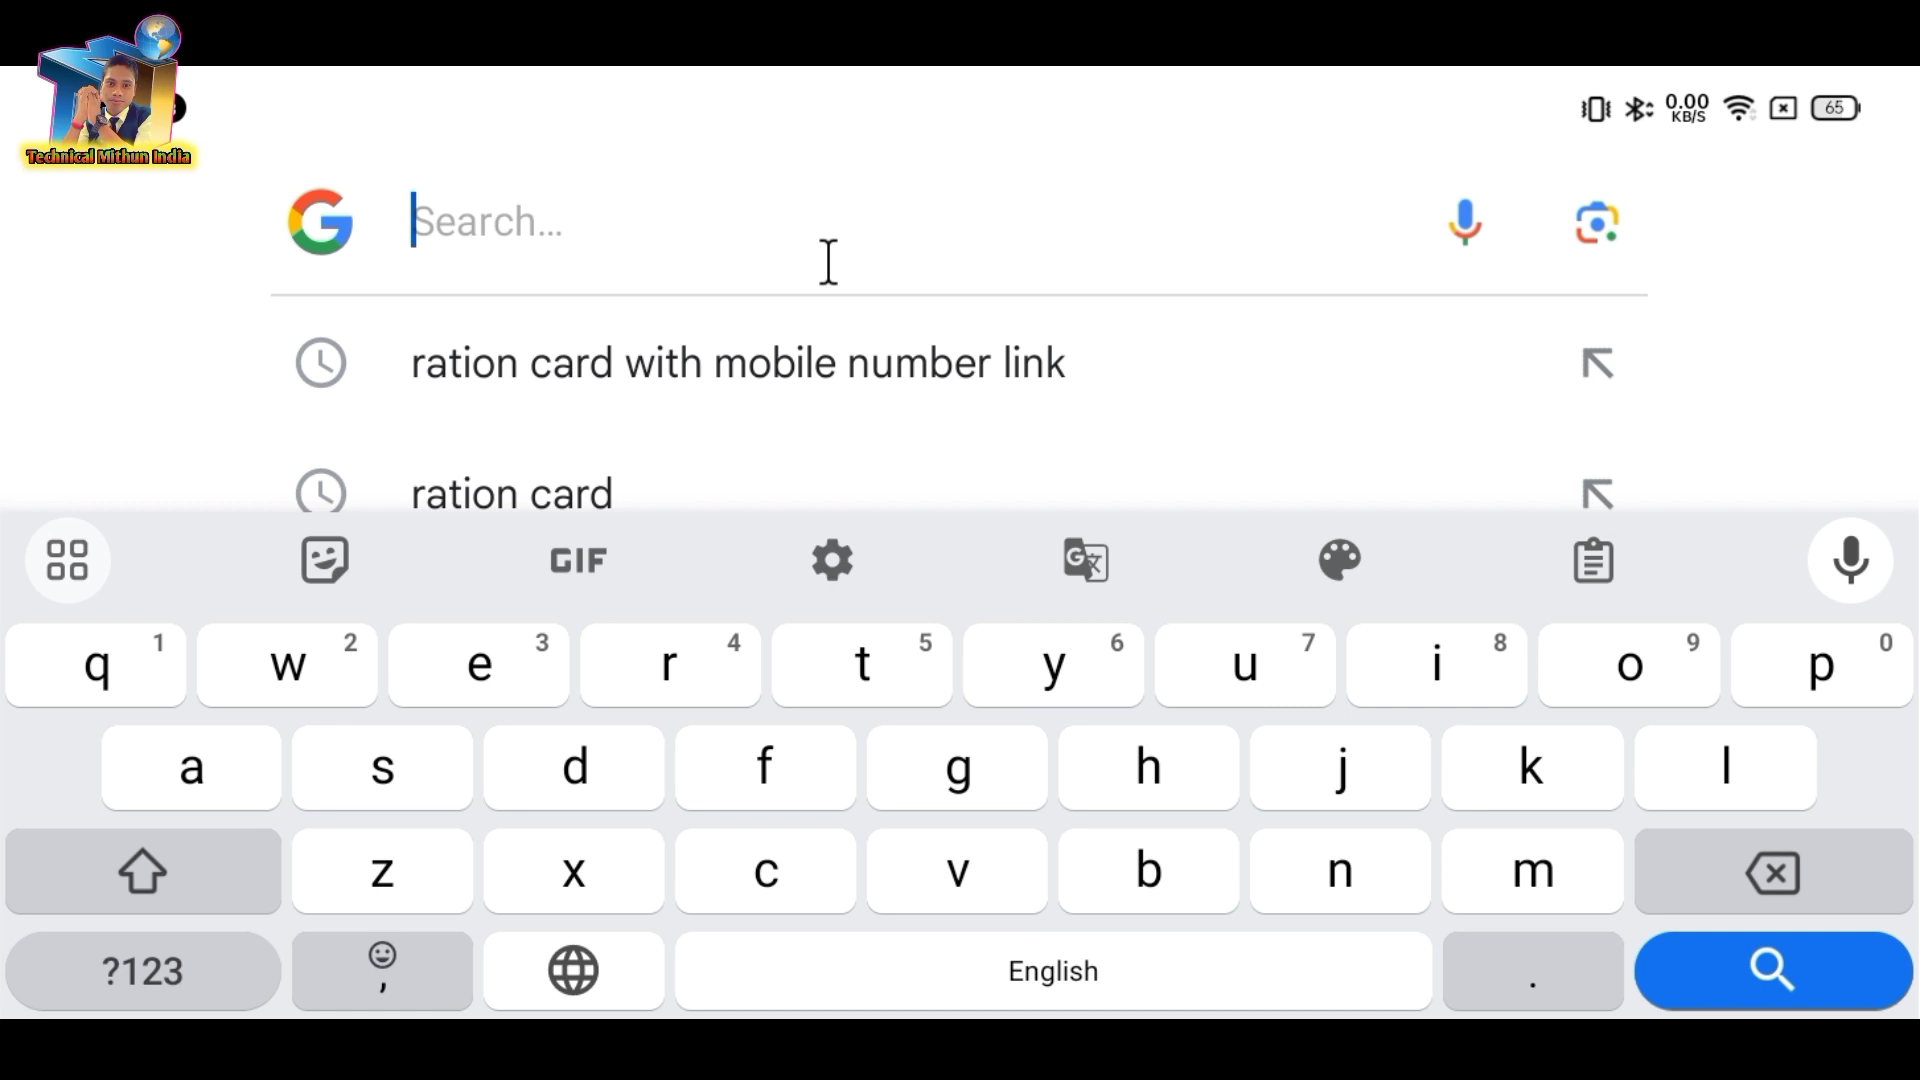 Technical Mithun India
0.00
KB/S
65
Search...
ration card with mobile number link
ration card
GIF
G
q 1 w 2 e 3 r 4 t 5 y 6 u 7 i 8 o 9 p 0
a s d f g h j k l
z x c v b n m
?123 , English .